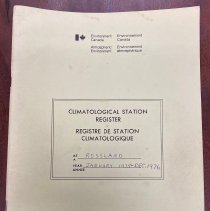 Environment Environnement
Canada Canada
Atmospheric Environnement
Environment atmosphérique
CLIMATOLOGICAL STATION
REGISTER
REGISTRE DE STATION
CLIMATOLOGIQUE
AT
À ROSSLAND
YEAR
ANNÉE JANUARY DEC. 1976